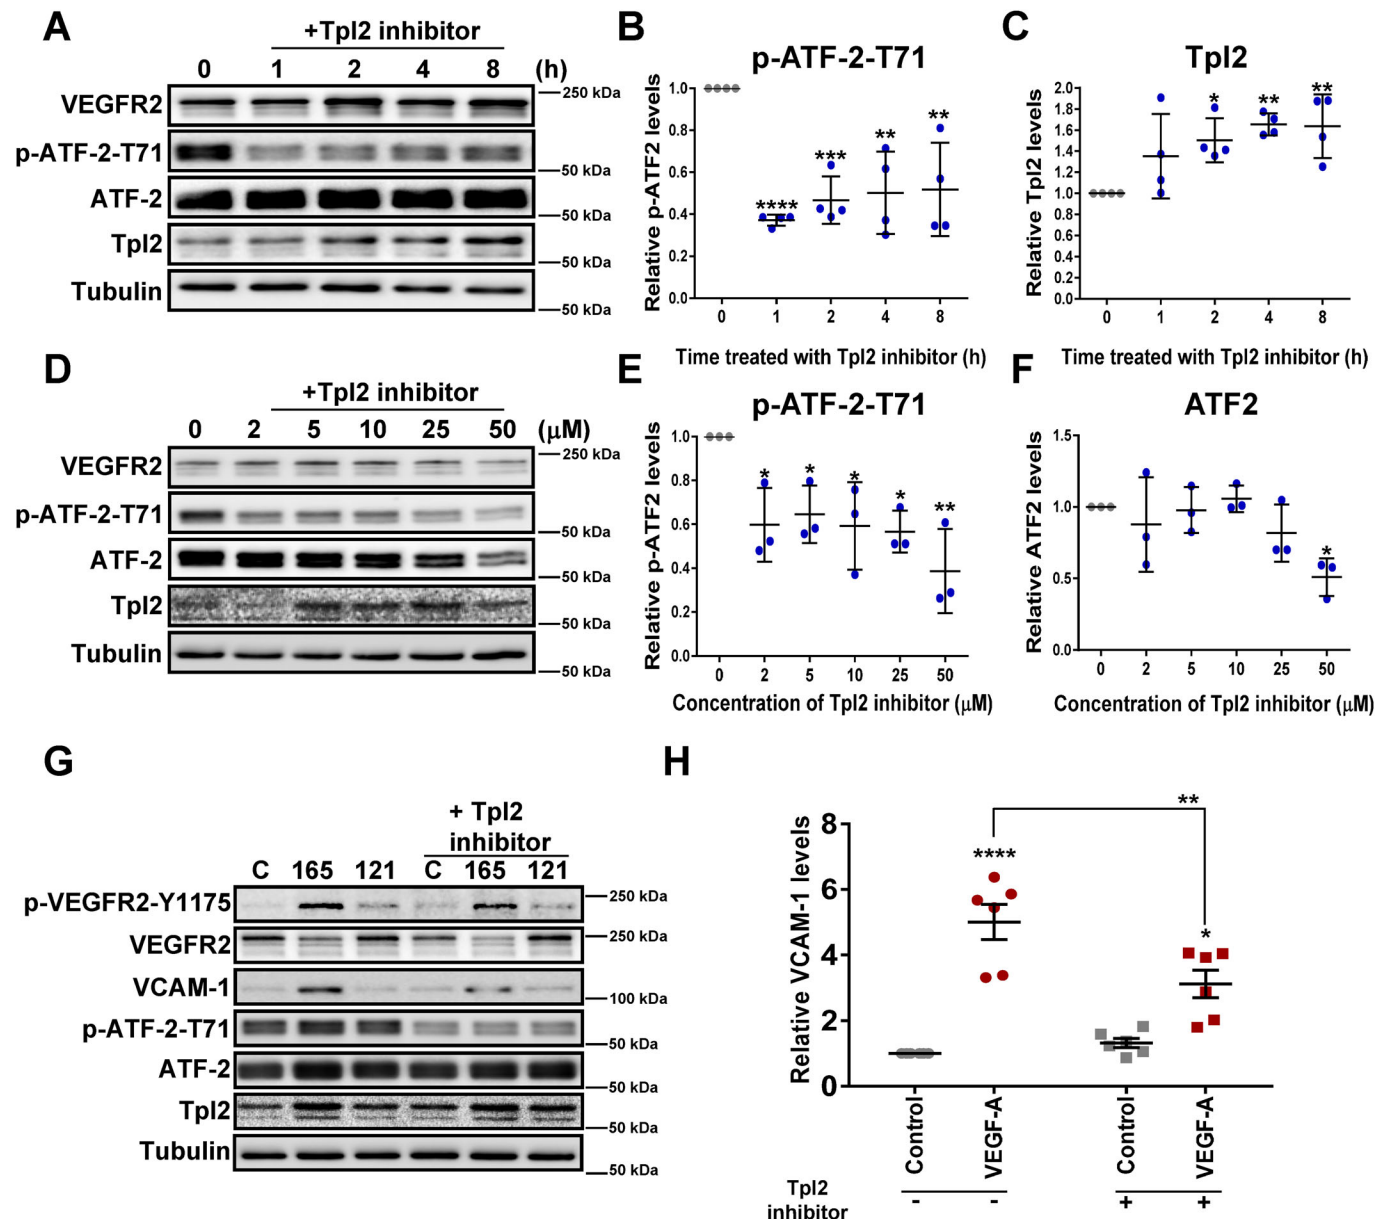 A
+Tpl2 inhibitor
0 1 2 4 8 (h)
VEGFR2
250 kDa
p-ATF-2-T71
50 kDa
ATF-2
50 kDa
Tpl2
50 kDa
Tubulin
50 kDa
B
p-ATF-2-T71
Relative p-ATF2 levels
1.0
0.8
0.6
0.4
0.2
0.0
****
***
**
**
0 1 2 4 8
Time treated with Tpl2 inhibitor (h)
C
Tpl2
Relative Tpl2 levels
2.0
1.8
1.6
1.4
1.2
1.0
0.8
0.6
0.4
0.2
0.0
*
**
**
0 1 2 4 8
Time treated with Tpl2 inhibitor (h)
D
+Tpl2 inhibitor
0 2 5 10 25 50 (μM)
VEGFR2
250 kDa
p-ATF-2-T71
50 kDa
ATF-2
50 kDa
Tpl2
50 kDa
Tubulin
50 kDa
E
p-ATF-2-T71
Relative p-ATF2 levels
1.0
0.8
0.6
0.4
0.2
0.0
*
*
*
*
**
0 2 5 10 25 50
Concentration of Tpl2 inhibitor (μM)
F
ATF2
Relative ATF2 levels
1.5
1.0
0.5
0.0
*
0 2 5 10 25 50
Concentration of Tpl2 inhibitor (μM)
G
+ Tpl2
inhibitor
C 165 121 C 165 121
p-VEGFR2-Y1175
250 kDa
VEGFR2
250 kDa
VCAM-1
100 kDa
p-ATF-2-T71
50 kDa
ATF-2
50 kDa
Tpl2
50 kDa
Tubulin
50 kDa
H
Relative VCAM-1 levels
8
6
4
2
0
****
**
*
Control
VEGF-A
Control
VEGF-A
Tpl2
inhibitor
- - + +